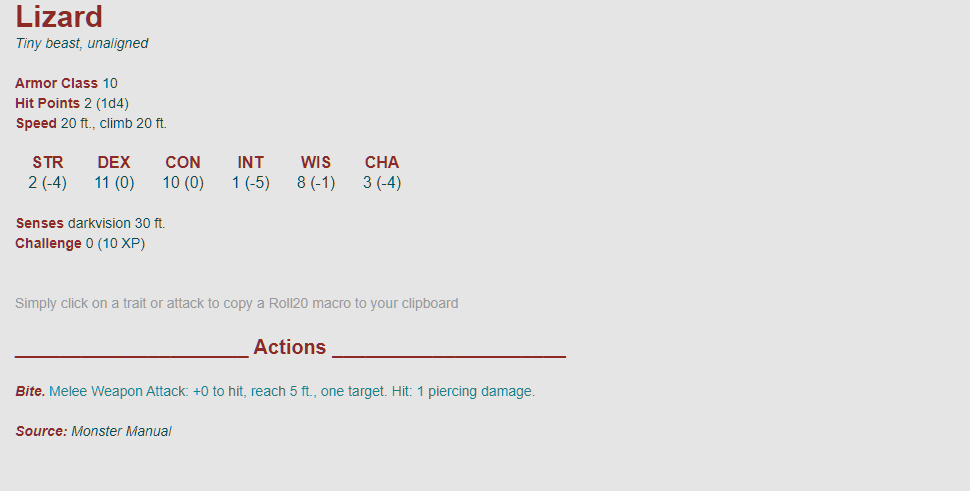 Lizard
Tiny beast, unaligned
Armor Class 10
Hit Points 2 (1d4)
Speed 20 ft., climb 20 ft.
STR DEX CON INT WIS CHA
2 (-4) 11 (0) 10 (0) 1 (-5) 8 (-1) 3 (-4)
Senses darkvision 30 ft.
Challenge 0 (10 XP)
Simply click on a trait or attack to copy a Roll20 macro to your clipboard
_____________________ Actions _____________________
Bite. Melee Weapon Attack: +0 to hit, reach 5 ft., one target. Hit: 1 piercing damage.
Source: Monster Manual